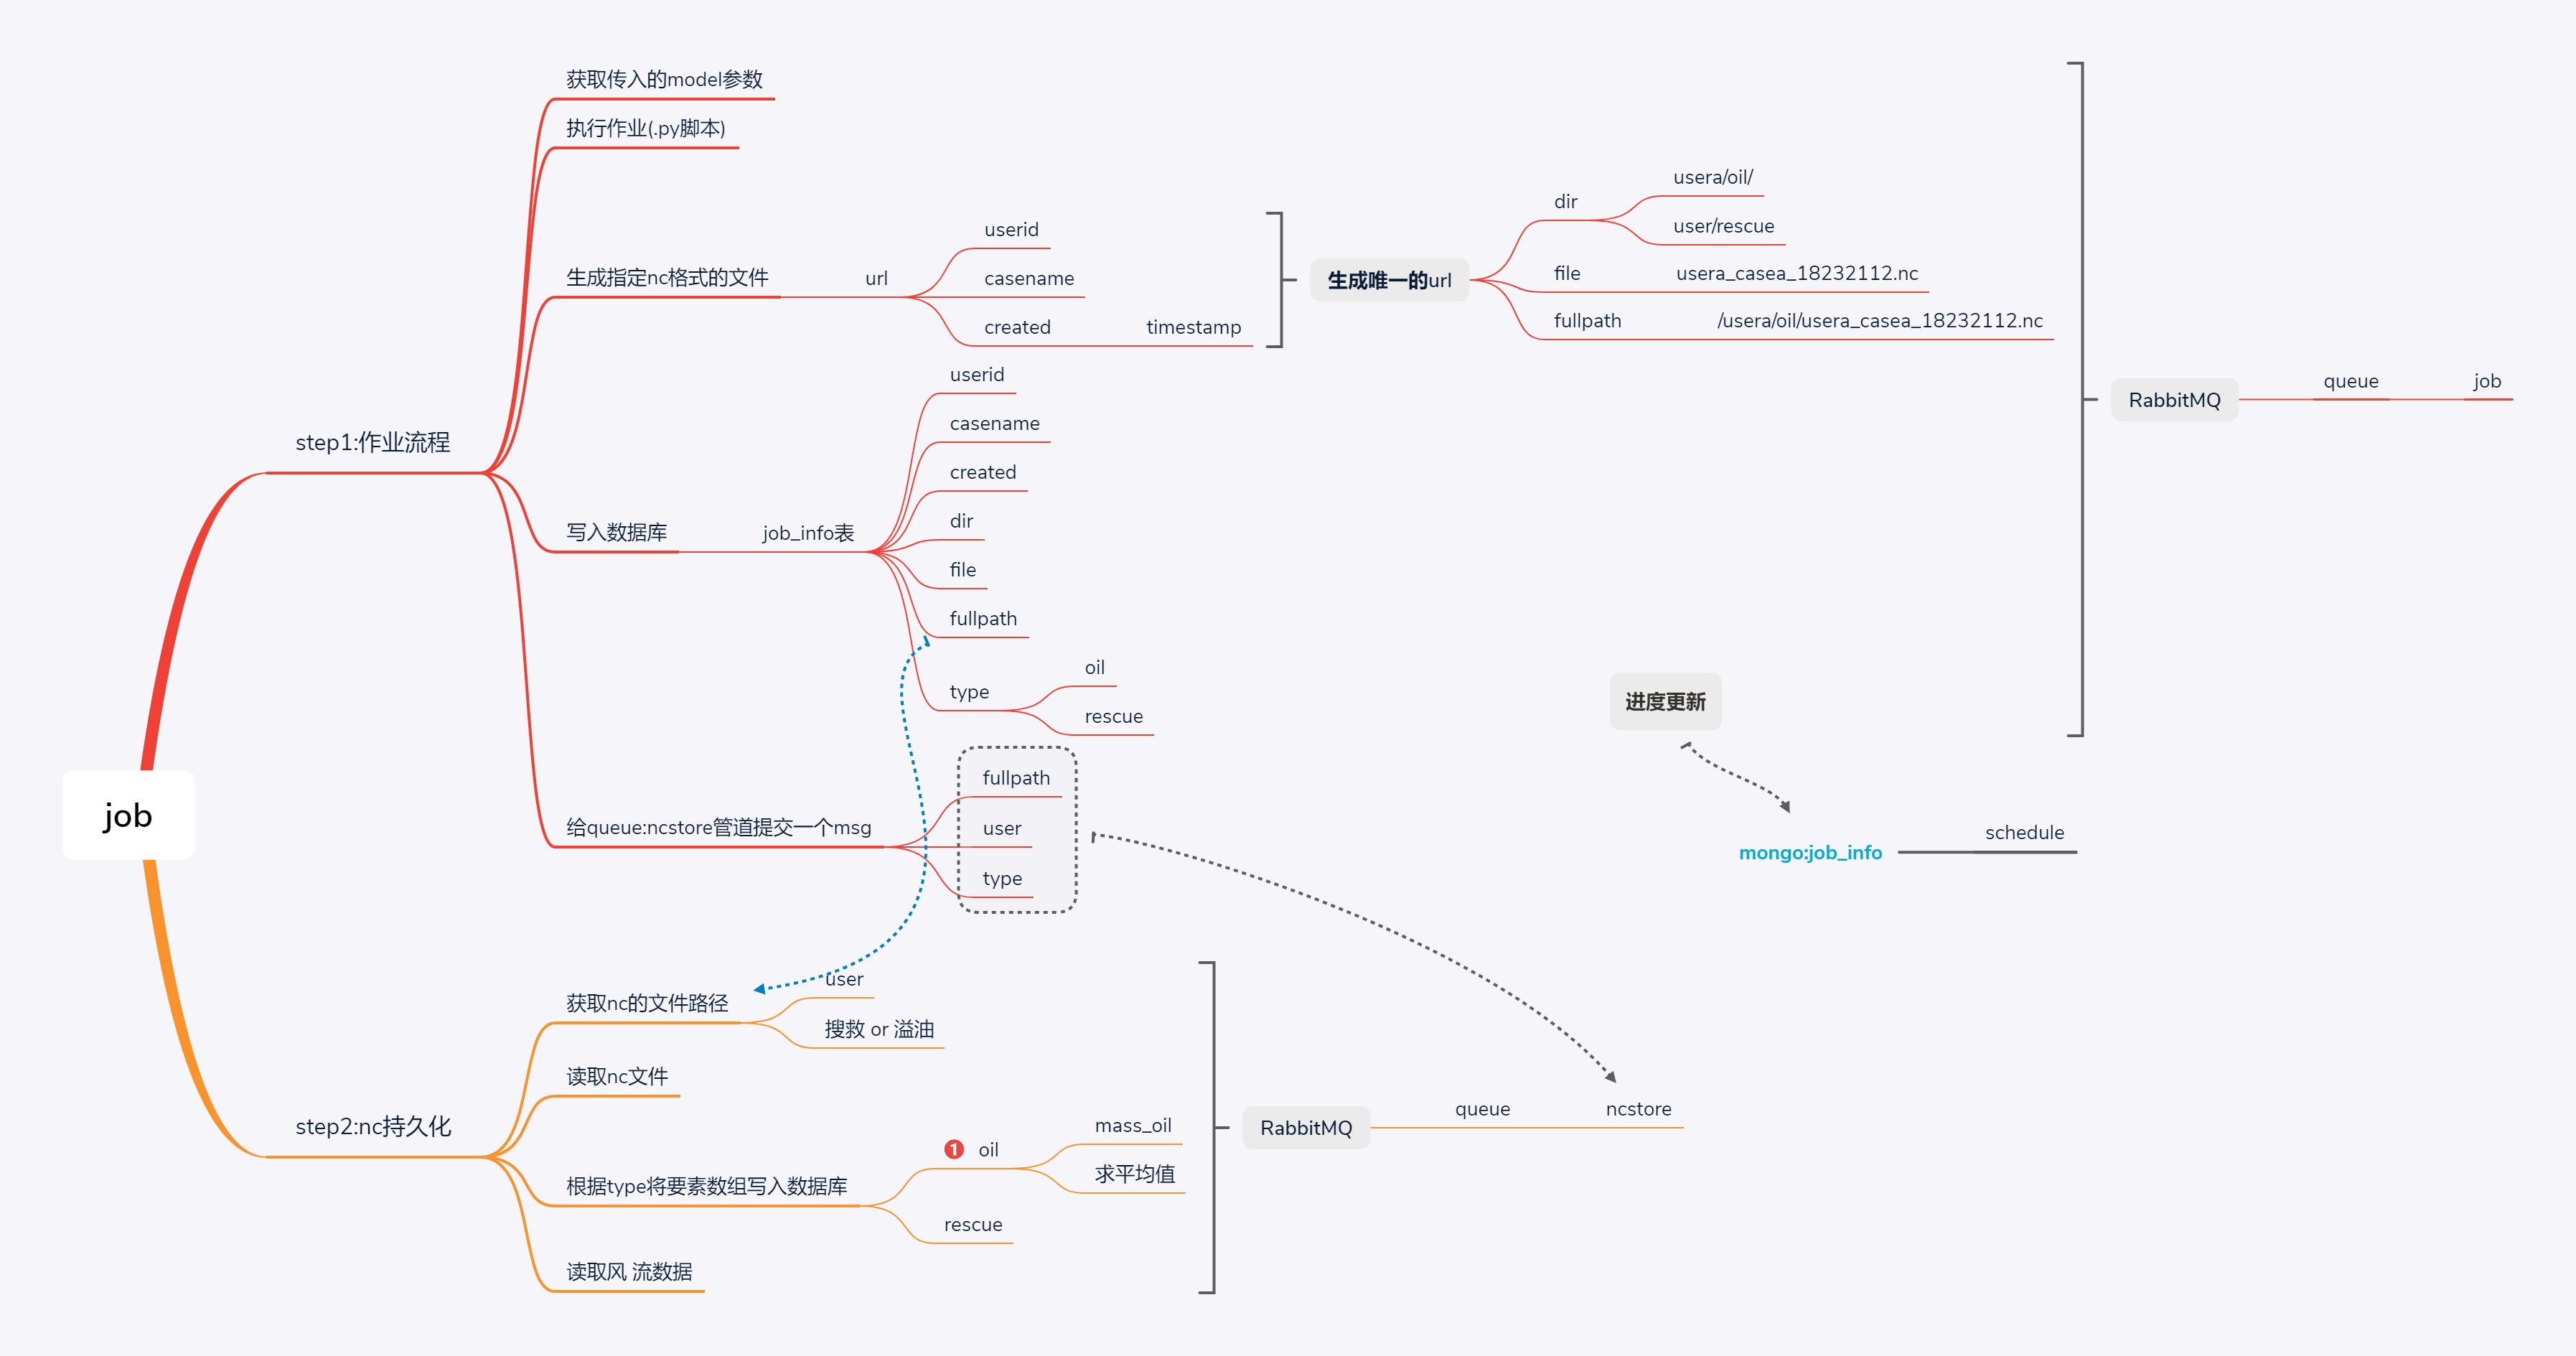 job
step1:作业流程
获取传入的model参数
执行作业(.py脚本)
生成指定nc格式的文件
url
userid
casename
created
timestamp
生成唯一的url
dir
usera/oil/
user/rescue
file
usera_casea_18232112.nc
fullpath
/usera/oil/usera_casea_18232112.nc
写入数据库
job_info表
userid
casename
created
dir
file
fullpath
type
oil
rescue
给queue:ncstore管道提交一个msg
fullpath
user
type
RabbitMQ
queue
job
进度更新
mongo:job_info
schedule
step2:nc持久化
获取nc的文件路径
user
搜救 or 溢油
读取nc文件
根据type将要素数组写入数据库
1
oil
mass_oil
求平均值
rescue
读取风 流数据
RabbitMQ
queue
ncstore